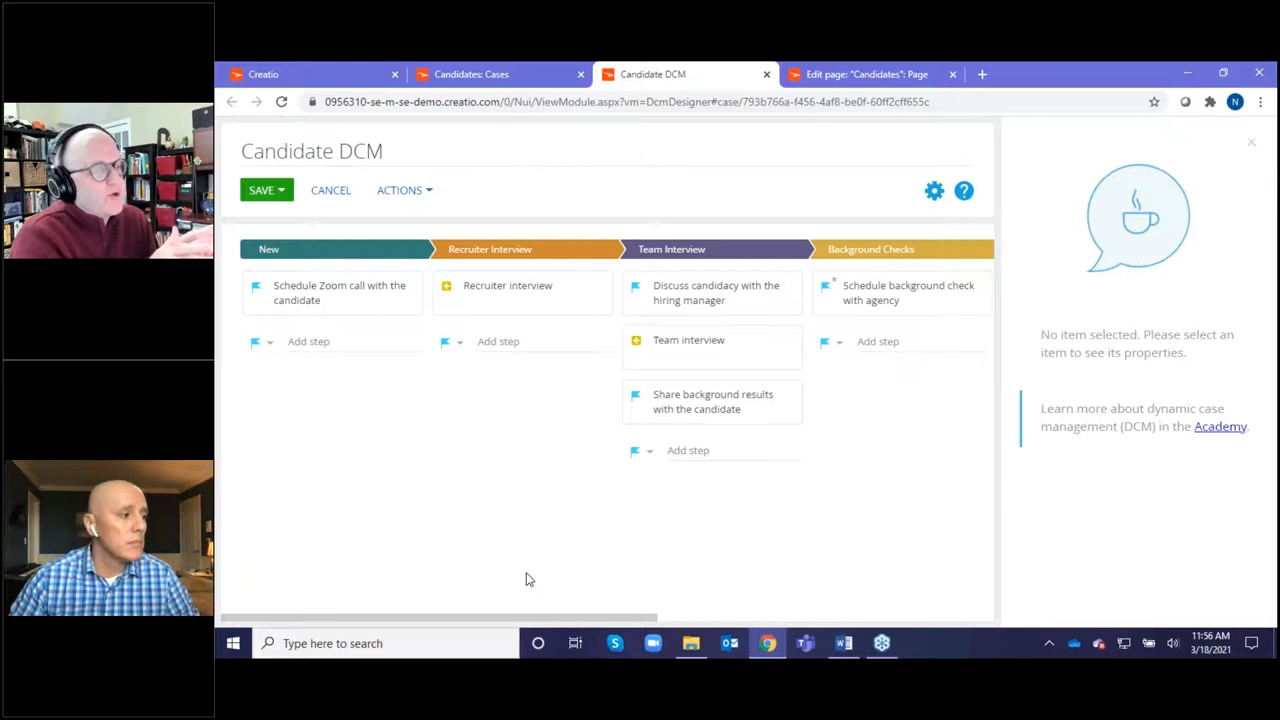 Creatio
Candidates: Cases
Candidate DCM
Edit page: "Candidates": Page
0956310-se-m-se-demo.creatio.com/0/Nui/ViewModule.aspx?vm=DcmDesigner#case/793b766a-f456-4af8-be0f-60ff2cff655c
N
Candidate DCM
SAVE
CANCEL
ACTIONS
?
New
Recruiter Interview
Team Interview
Background Checks
Schedule Zoom call with the
candidate
Add step
Recruiter interview
Add step
Discuss candidacy with the
hiring manager
Team interview
Share background results
with the candidate
Add step
Schedule background check
with agency
Add step
No item selected. Please select an
item to see its properties.
Learn more about dynamic case
management (DCM) in the Academy.
Type here to search
11:56 AM
3/18/2021